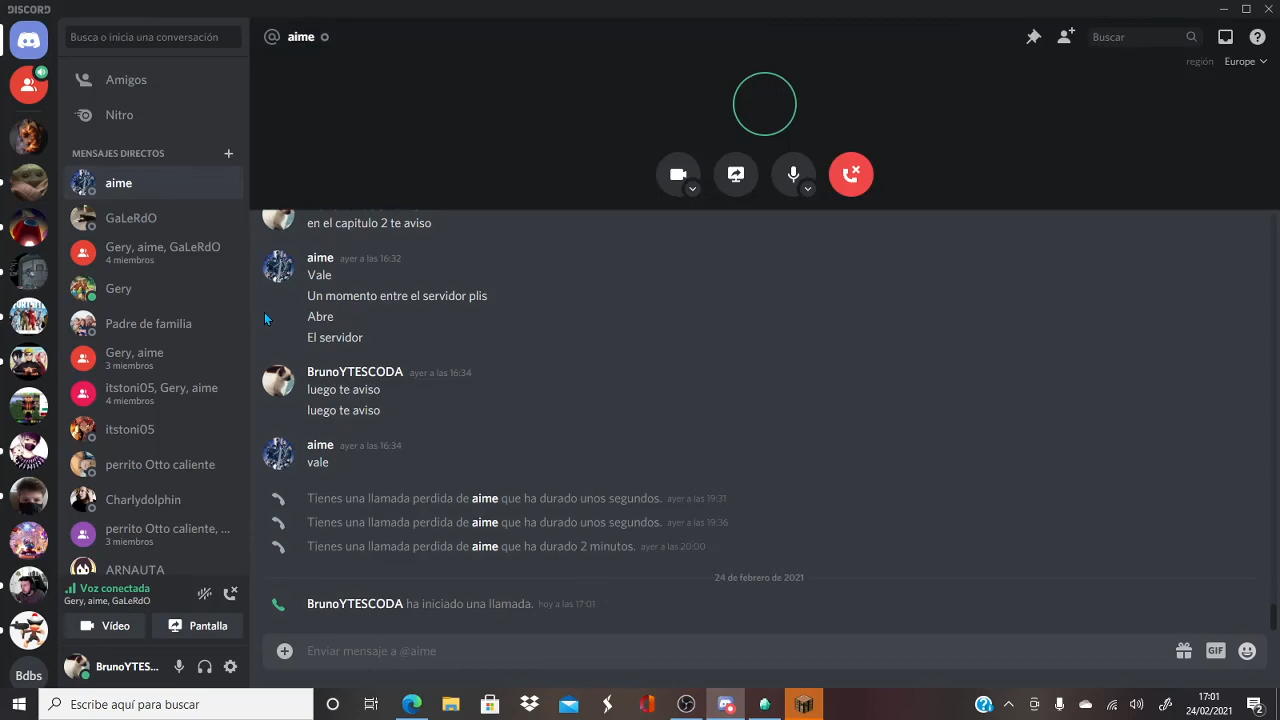 DISCORD
Busca o inicia una conversación
Amigos
Nitro
MENSAJES DIRECTOS
aime
GaLeRdO
Gery, aime, GaLeRdO
4 miembros
Gery
Padre de familia
Gery, aime
3 miembros
itstoni05, Gery, aime
4 miembros
itstoni05
perrito Otto caliente
Charlydolphin
perrito Otto caliente, ...
3 miembros
ARNAUTA
Voz conectada
Gery, aime, GaLeRdO
Vídeo
Pantalla
BrunoYTES...
Bdbs
aime
Buscar
región
Europe
en el capitulo 2 te aviso
aime ayer a las 16:32
Vale
Un momento entre el servidor plis
Abre
El servidor
BrunoYTESCODA ayer a las 16:34
luego te aviso
luego te aviso
aime ayer a las 16:34
vale
Tienes una llamada perdida de aime que ha durado unos segundos. ayer a las 19:31
Tienes una llamada perdida de aime que ha durado unos segundos. ayer a las 19:36
Tienes una llamada perdida de aime que ha durado 2 minutos. ayer a las 20:00
24 de febrero de 2021
BrunoYTESCODA ha iniciado una llamada. hoy a las 17:01
Enviar mensaje a @aime
GIF
Escribe aquí para buscar
17:01
24/02/2021
2